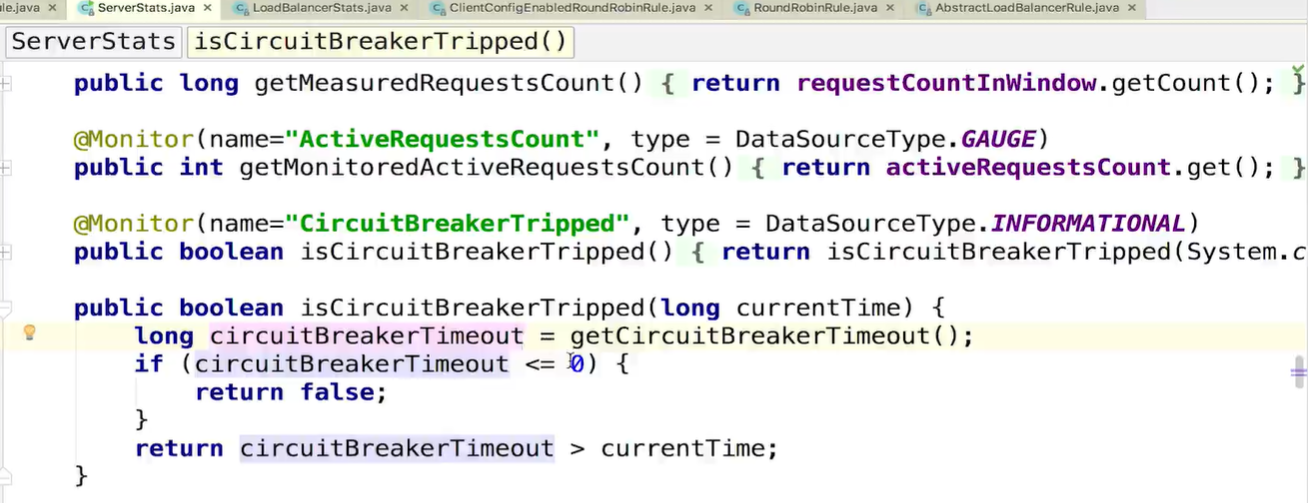 ule.java × ServerStats.java × LoadBalancerStats.java × ClientConfigEnabledRoundRobinRule.java × RoundRobinRule.java × AbstractLoadBalancerRule.java ×
ServerStats isCircuitBreakerTripped()
public long getMeasuredRequestsCount() { return requestCountInWindow.getCount(); }
@Monitor(name="ActiveRequestsCount", type = DataSourceType.GAUGE)
public int getMonitoredActiveRequestsCount() { return activeRequestsCount.get(); }
@Monitor(name="CircuitBreakerTripped", type = DataSourceType.INFORMATIONAL)
public boolean isCircuitBreakerTripped() { return isCircuitBreakerTripped(System.c
public boolean isCircuitBreakerTripped(long currentTime) {
long circuitBreakerTimeout = getCircuitBreakerTimeout();
if (circuitBreakerTimeout <= 0) {
return false;
}
return circuitBreakerTimeout > currentTime;
}